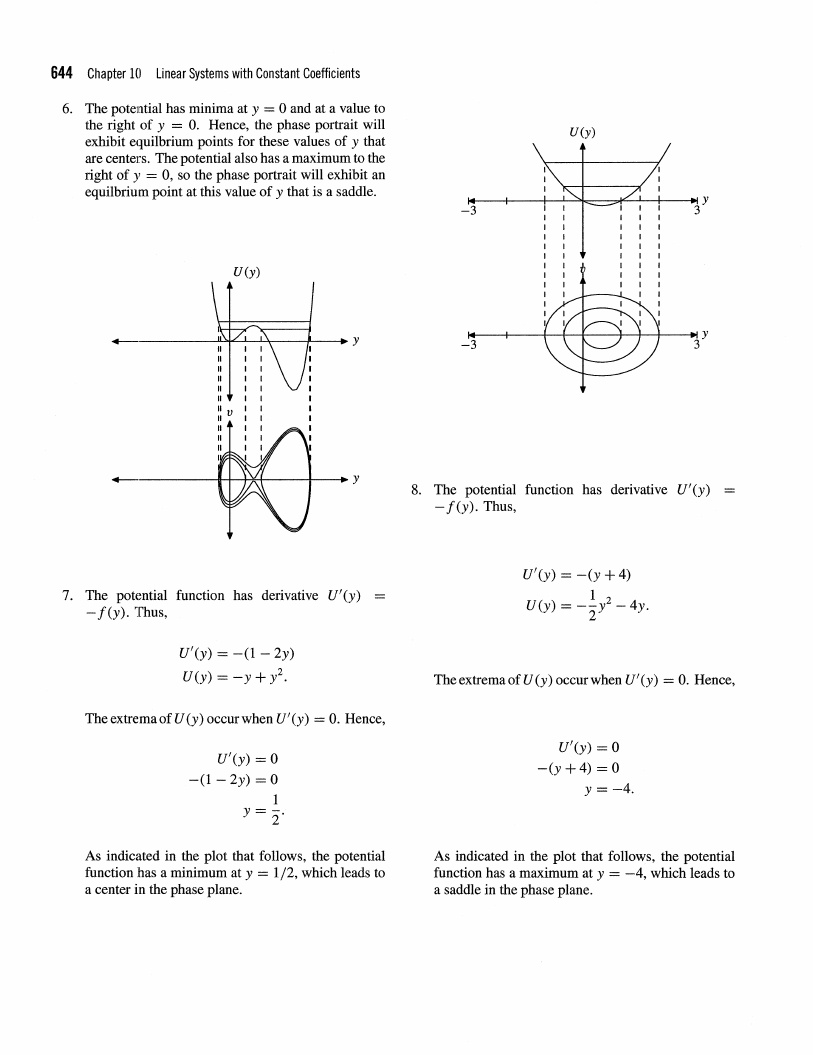 644 Chapter 10 Linear Systems with Constant Coefficients
6. The potential has minima at y = 0 and at a value to
the right of y = 0. Hence, the phase portrait will
exhibit equilbrium points for these values of y that
are centers. The potential also has a maximum to the
right of y = 0, so the phase portrait will exhibit an
equilbrium point at this value of y that is a saddle.
U(y)
y
v
y
7. The potential function has derivative U′(y) =
−f(y). Thus,
U′(y) = −(1 − 2y)
U(y) = −y + y².
The extrema of U(y) occur when U′(y) = 0. Hence,
U′(y) = 0
−(1 − 2y) = 0
y = 1/2.
As indicated in the plot that follows, the potential
function has a minimum at y = 1/2, which leads to
a center in the phase plane.
U(y)
y
−3 3
v
y
−3 3
8. The potential function has derivative U′(y) =
−f(y). Thus,
U′(y) = −(y + 4)
U(y) = −1/2y² − 4y.
The extrema of U(y) occur when U′(y) = 0. Hence,
U′(y) = 0
−(y + 4) = 0
y = −4.
As indicated in the plot that follows, the potential
function has a maximum at y = −4, which leads to
a saddle in the phase plane.